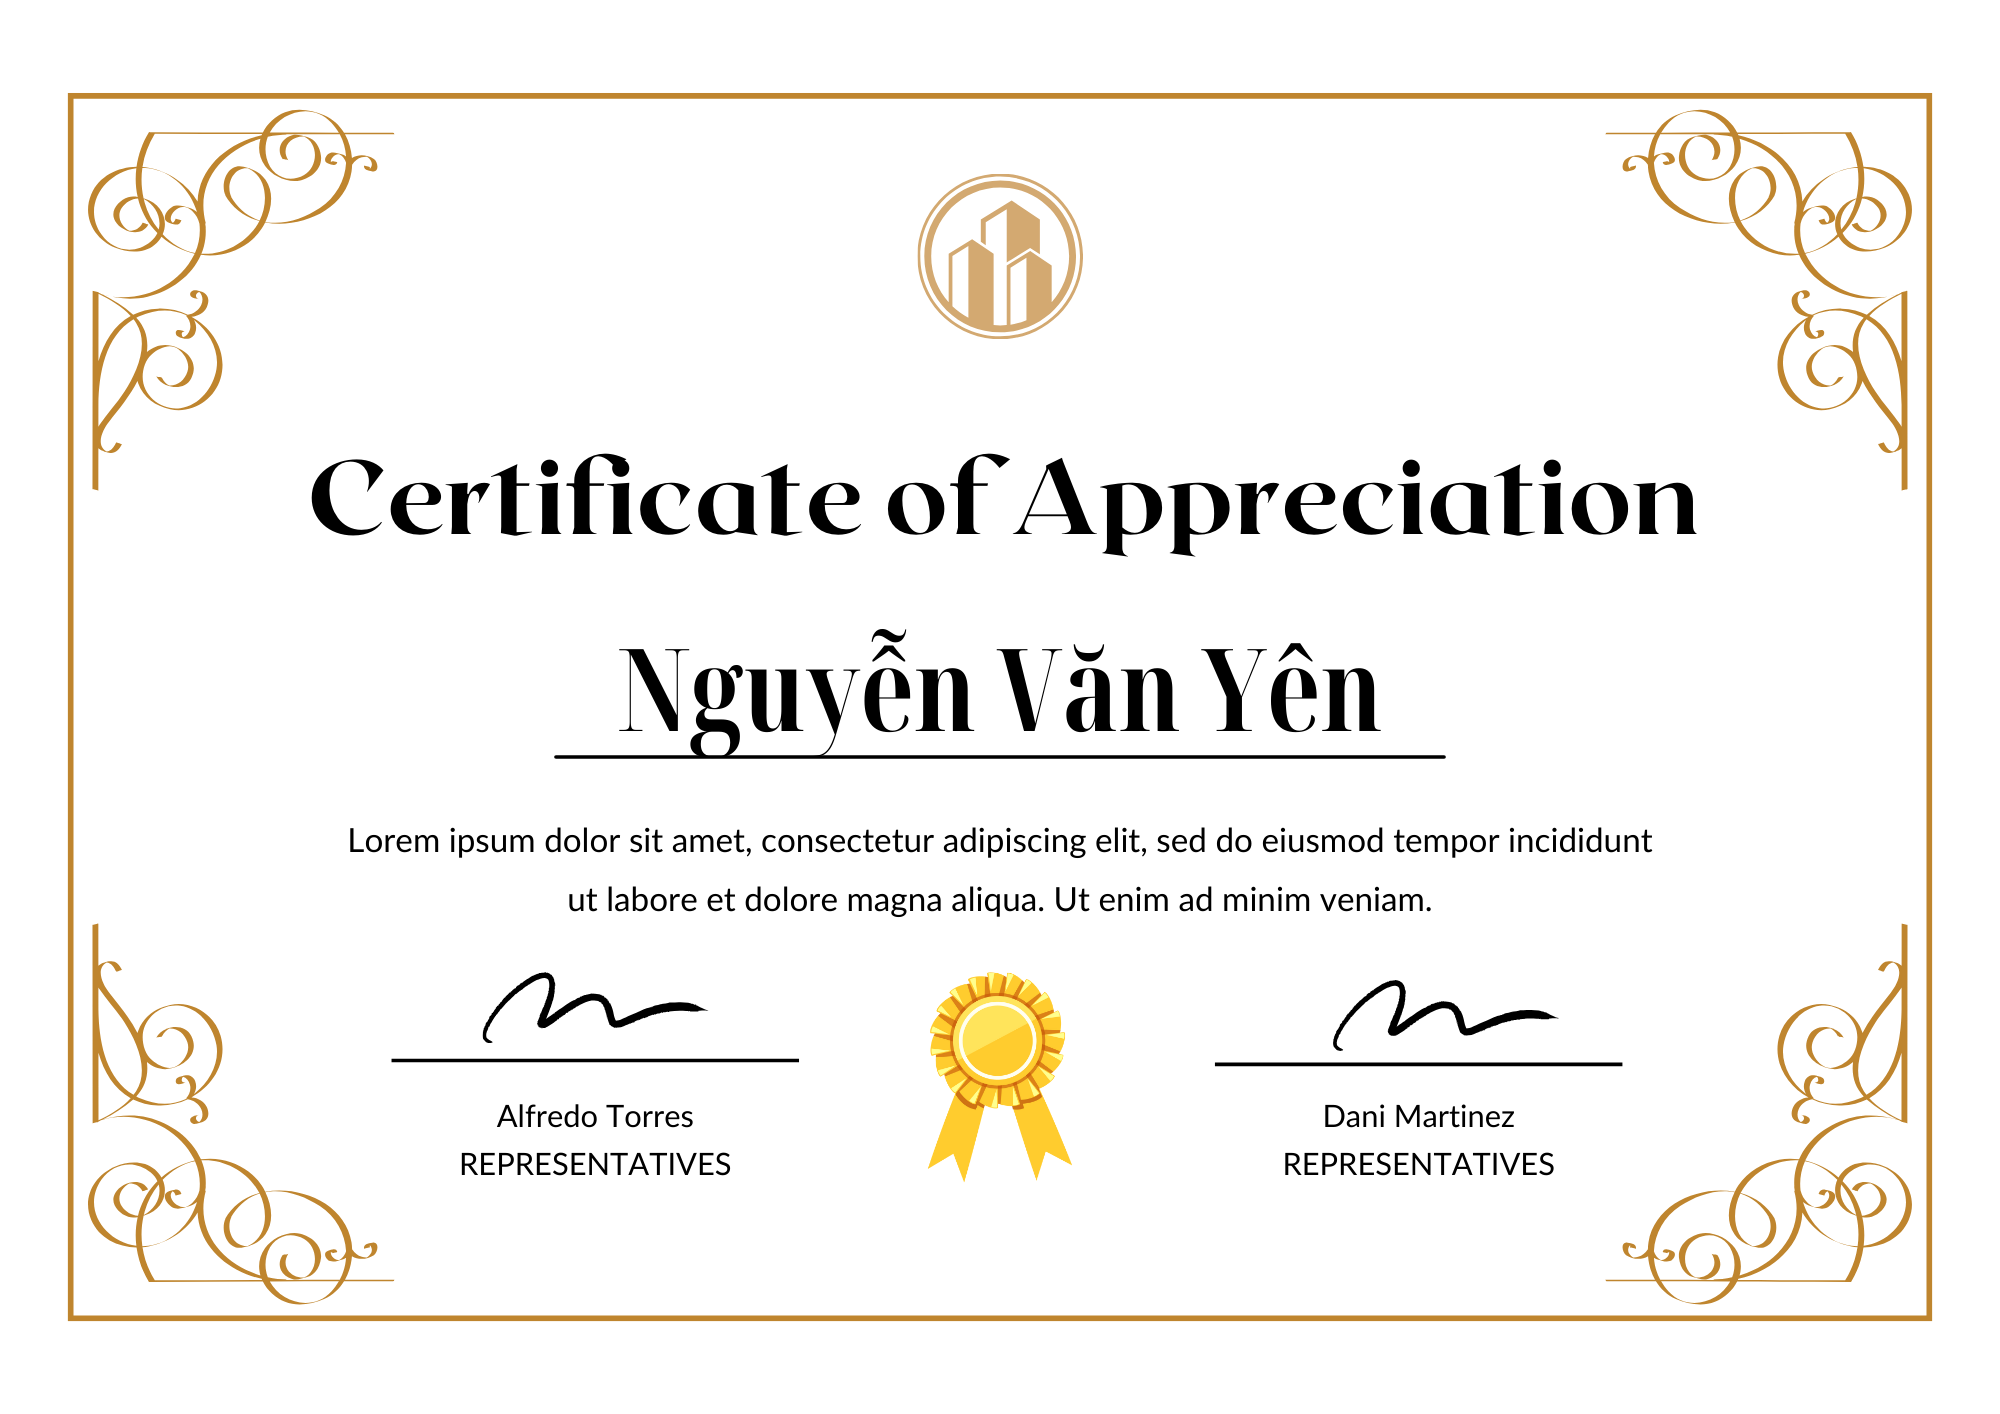 Certificate of Appreciation
Nguyễn Văn Yên
Lorem ipsum dolor sit amet, consectetur adipiscing elit, sed do eiusmod tempor incididunt
ut labore et dolore magna aliqua. Ut enim ad minim veniam.
Alfredo Torres
REPRESENTATIVES
Dani Martinez
REPRESENTATIVES